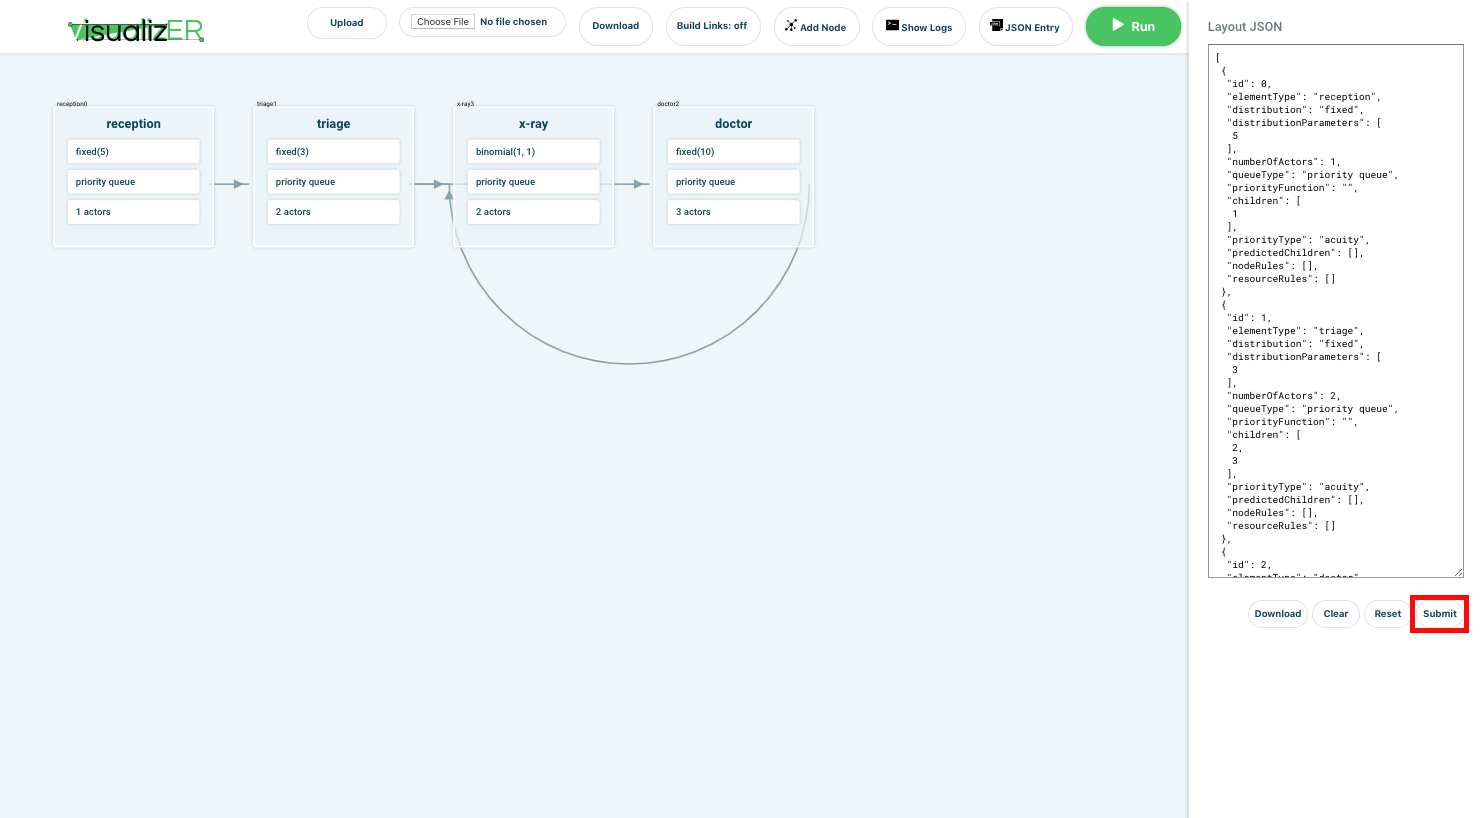 visualizER
Upload
Choose File No file chosen
Download
Build Links: off
Add Node
Show Logs
JSON Entry
Run
reception0
reception
fixed(5)
priority queue
1 actors
triage1
triage
fixed(3)
priority queue
2 actors
x-ray3
x-ray
binomial(1, 1)
priority queue
2 actors
doctor2
doctor
fixed(10)
priority queue
3 actors
Layout JSON
[
{
"id": 0,
"elementType": "reception",
"distribution": "fixed",
"distributionParameters": [
5
],
"numberOfActors": 1,
"queueType": "priority queue",
"priorityFunction": "",
"children": [
1
],
"priorityType": "acuity",
"predictedChildren": [],
"nodeRules": [],
"resourceRules": []
},
{
"id": 1,
"elementType": "triage",
"distribution": "fixed",
"distributionParameters": [
3
],
"numberOfActors": 2,
"queueType": "priority queue",
"priorityFunction": "",
"children": [
2,
3
],
"priorityType": "acuity",
"predictedChildren": [],
"nodeRules": [],
"resourceRules": []
},
{
"id": 2,
Download
Clear
Reset
Submit